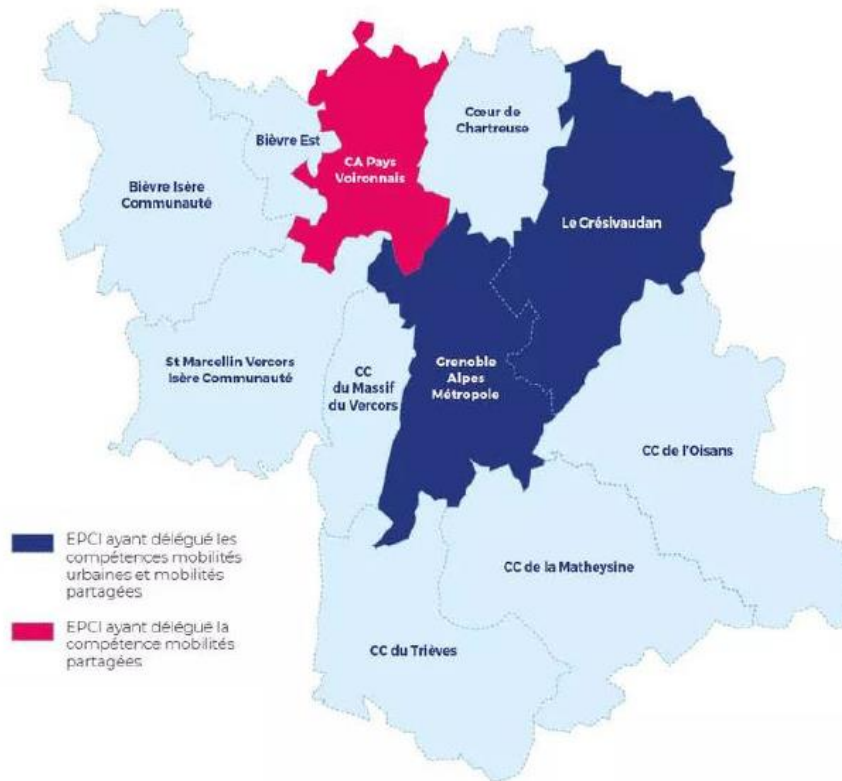 Cœur de
Chartreuse
Bièvre Est
CA Pays
Voironnais
Bièvre Isère
Communauté
Le Grésivaudan
St Marcellin Vercors
Isère Communauté
CC
du Massif
du Vercors
Grenoble
Alpes
Métropole
CC de l'Oisans
EPCI ayant délégué les
compétences mobilités
urbaines et mobilités
partagées
CC de la Matheysine
EPCI ayant délégué la
compétence mobilités
partagées
CC du Trièves